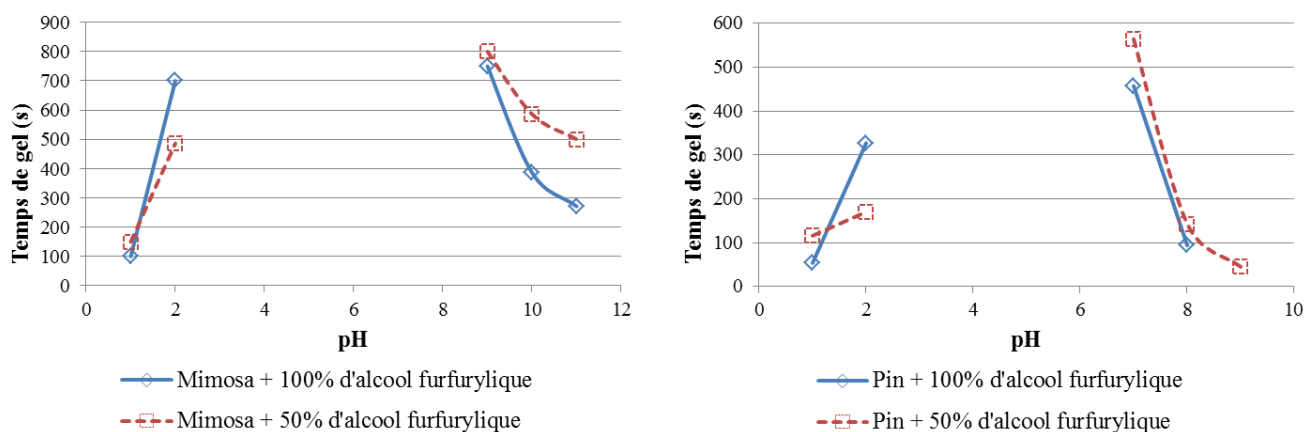 Temps de gel (s)
900
800
700
600
500
400
300
200
100
0
0 2 4 6 8 10 12
pH
Mimosa + 100% d'alcool furfurylique
Mimosa + 50% d'alcool furfurylique
Temps de gel (s)
600
500
400
300
200
100
0
0 2 4 6 8 10
pH
Pin + 100% d'alcool furfurylique
Pin + 50% d'alcool furfurylique